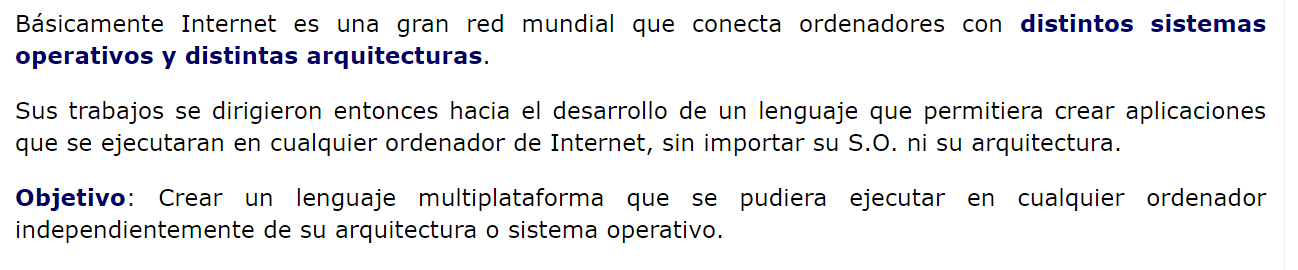 Básicamente Internet es una gran red mundial que conecta ordenadores con distintos sistemas
operativos y distintas arquitecturas.
Sus trabajos se dirigieron entonces hacia el desarrollo de un lenguaje que permitiera crear aplicaciones
que se ejecutaran en cualquier ordenador de Internet, sin importar su S.O. ni su arquitectura.
Objetivo: Crear un lenguaje multiplataforma que se pudiera ejecutar en cualquier ordenador
independientemente de su arquitectura o sistema operativo.